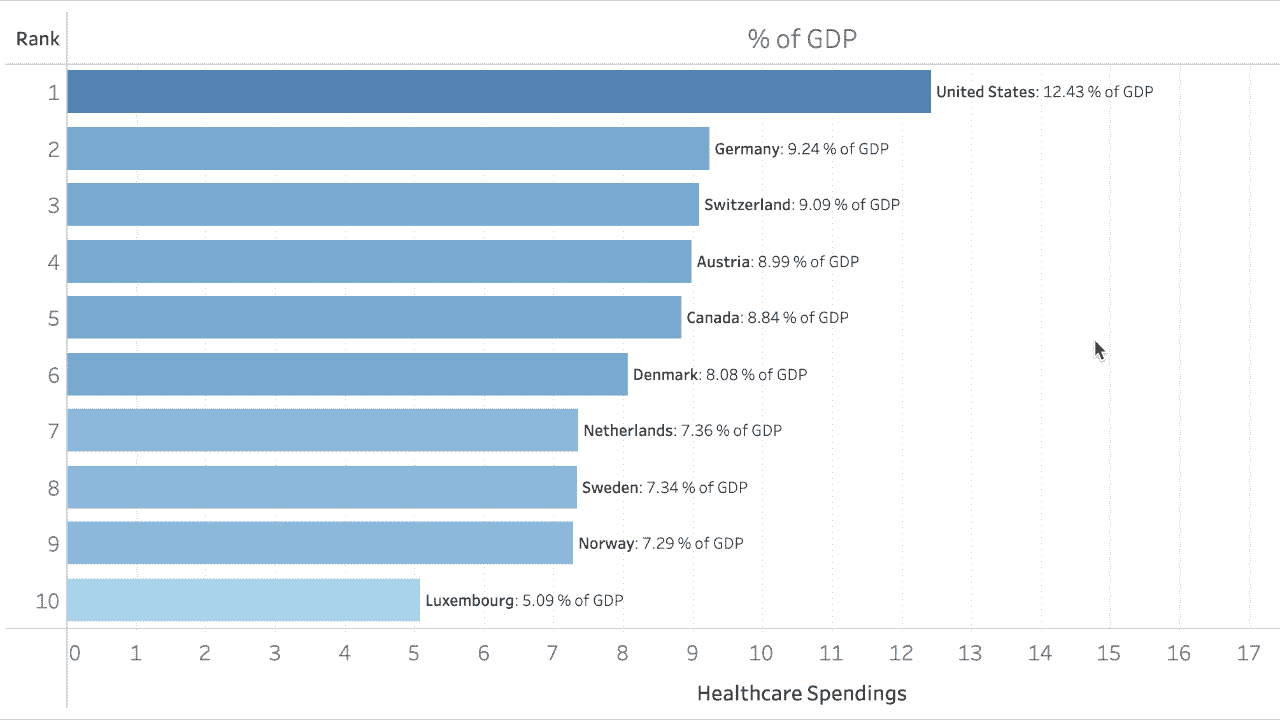 Rank
% of GDP
1
United States: 12.43 % of GDP
2
Germany: 9.24 % of GDP
3
Switzerland: 9.09 % of GDP
4
Austria: 8.99 % of GDP
5
Canada: 8.84 % of GDP
6
Denmark: 8.08 % of GDP
7
Netherlands: 7.36 % of GDP
8
Sweden: 7.34 % of GDP
9
Norway: 7.29 % of GDP
10
Luxembourg: 5.09 % of GDP
0 1 2 3 4 5 6 7 8 9 10 11 12 13 14 15 16 17
Healthcare Spendings